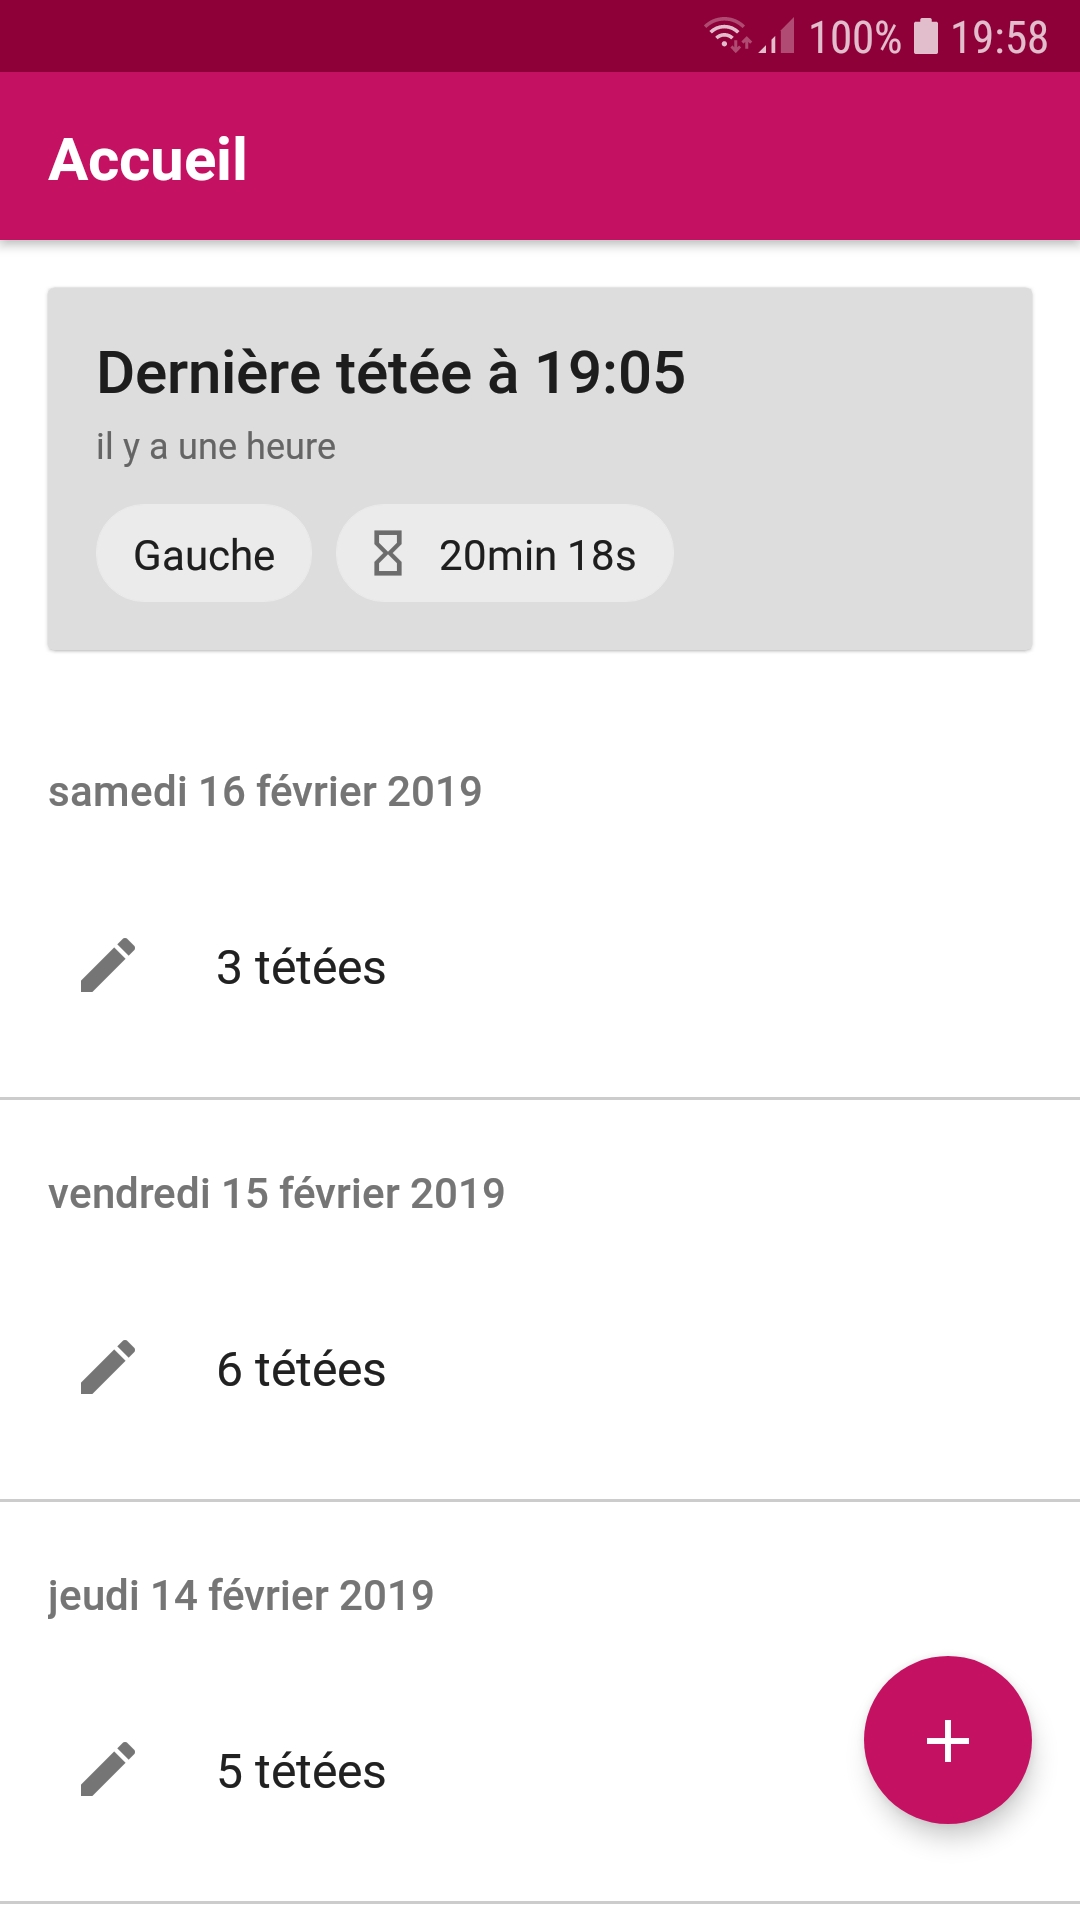 100% 19:58
Accueil
Dernière tétée à 19:05
il y a une heure
Gauche 20min 18s
samedi 16 février 2019
3 tétées
vendredi 15 février 2019
6 tétées
jeudi 14 février 2019
5 tétées